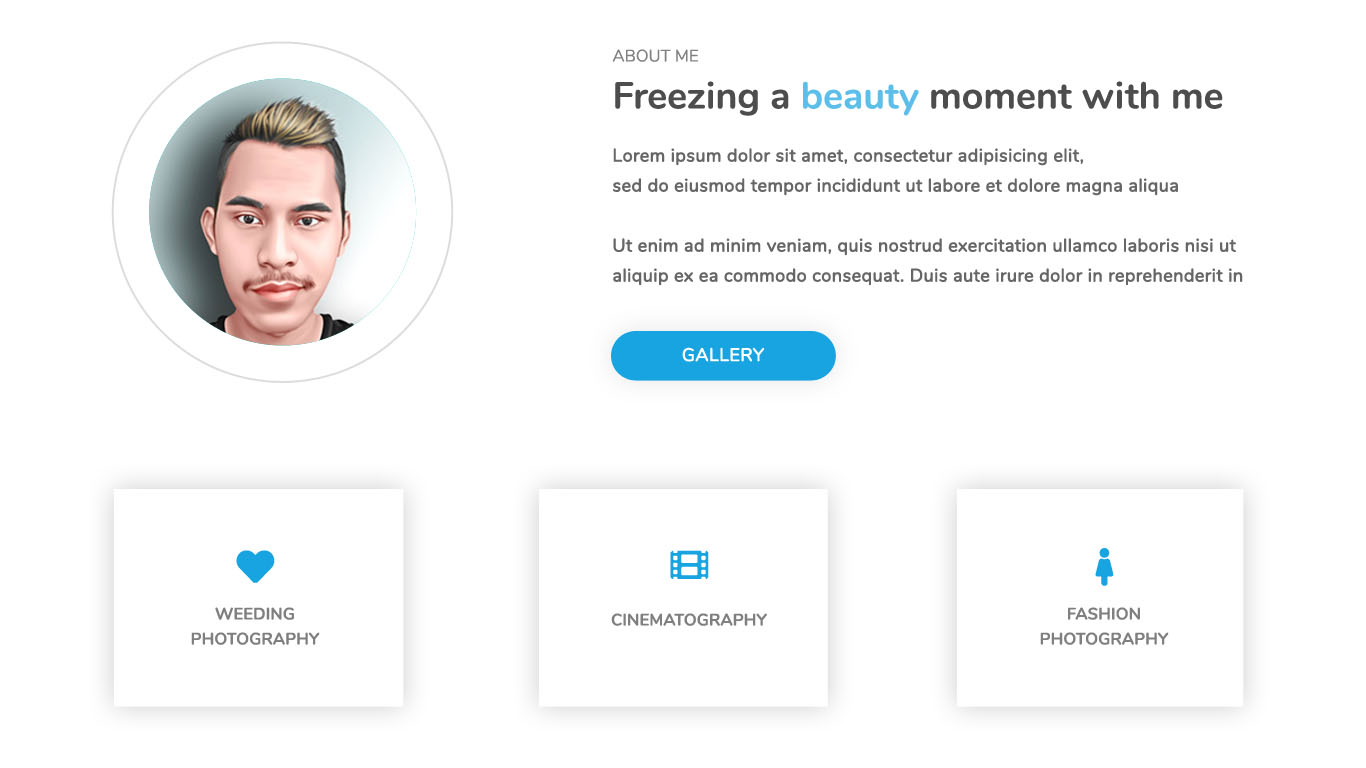 ABOUT ME
Freezing a beauty moment with me
Lorem ipsum dolor sit amet, consectetur adipisicing elit,
sed do eiusmod tempor incididunt ut labore et dolore magna aliqua
Ut enim ad minim veniam, quis nostrud exercitation ullamco laboris nisi ut
aliquip ex ea commodo consequat. Duis aute irure dolor in reprehenderit in
GALLERY
WEEDING
PHOTOGRAPHY
CINEMATOGRAPHY
FASHION
PHOTOGRAPHY